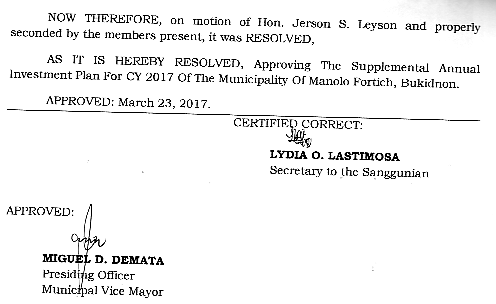 NOW THEREFORE, on motion of Hon. Jerson S. Leyson and properly
seconded by the members present, it was RESOLVED,
AS IT IS HEREBY RESOLVED, Approving The Supplemental Annual
Investment Plan For CY 2017 Of The Municipality Of Manolo Fortich, Bukidnon.
APPROVED: March 23, 2017.
CERTIFIED CORRECT:
LYDIA O. LASTIMOSA
Secretary to the Sanggunian
APPROVED:
MIGUEL D. DEMATA
Presiding Officer
Municipal Vice Mayor